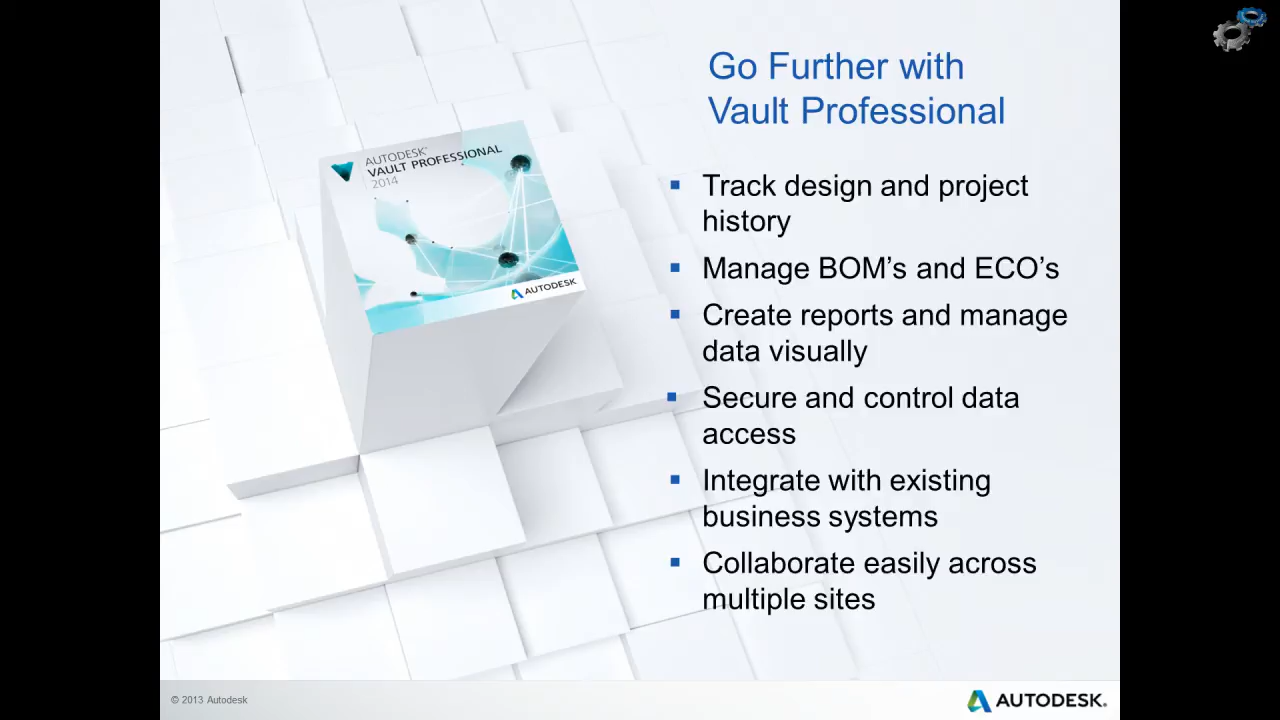 Go Further with
Vault Professional
AUTODESK
VAULT PROFESSIONAL
2014
AUTODESK
▪ Track design and project
history
▪ Manage BOM’s and ECO’s
▪ Create reports and manage
data visually
▪ Secure and control data
access
▪ Integrate with existing
business systems
▪ Collaborate easily across
multiple sites
© 2013 Autodesk
AUTODESK.